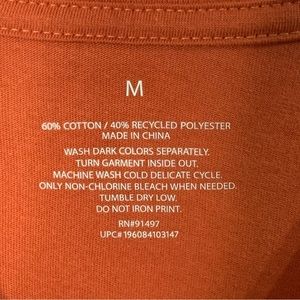 M
60% COTTON / 40% RECYCLED POLYESTER
MADE IN CHINA
WASH DARK COLORS SEPARATELY.
TURN GARMENT INSIDE OUT.
MACHINE WASH COLD DELICATE CYCLE.
ONLY NON-CHLORINE BLEACH WHEN NEEDED.
TUMBLE DRY LOW.
DO NOT IRON PRINT.
RN#91497
UPC#196084103147